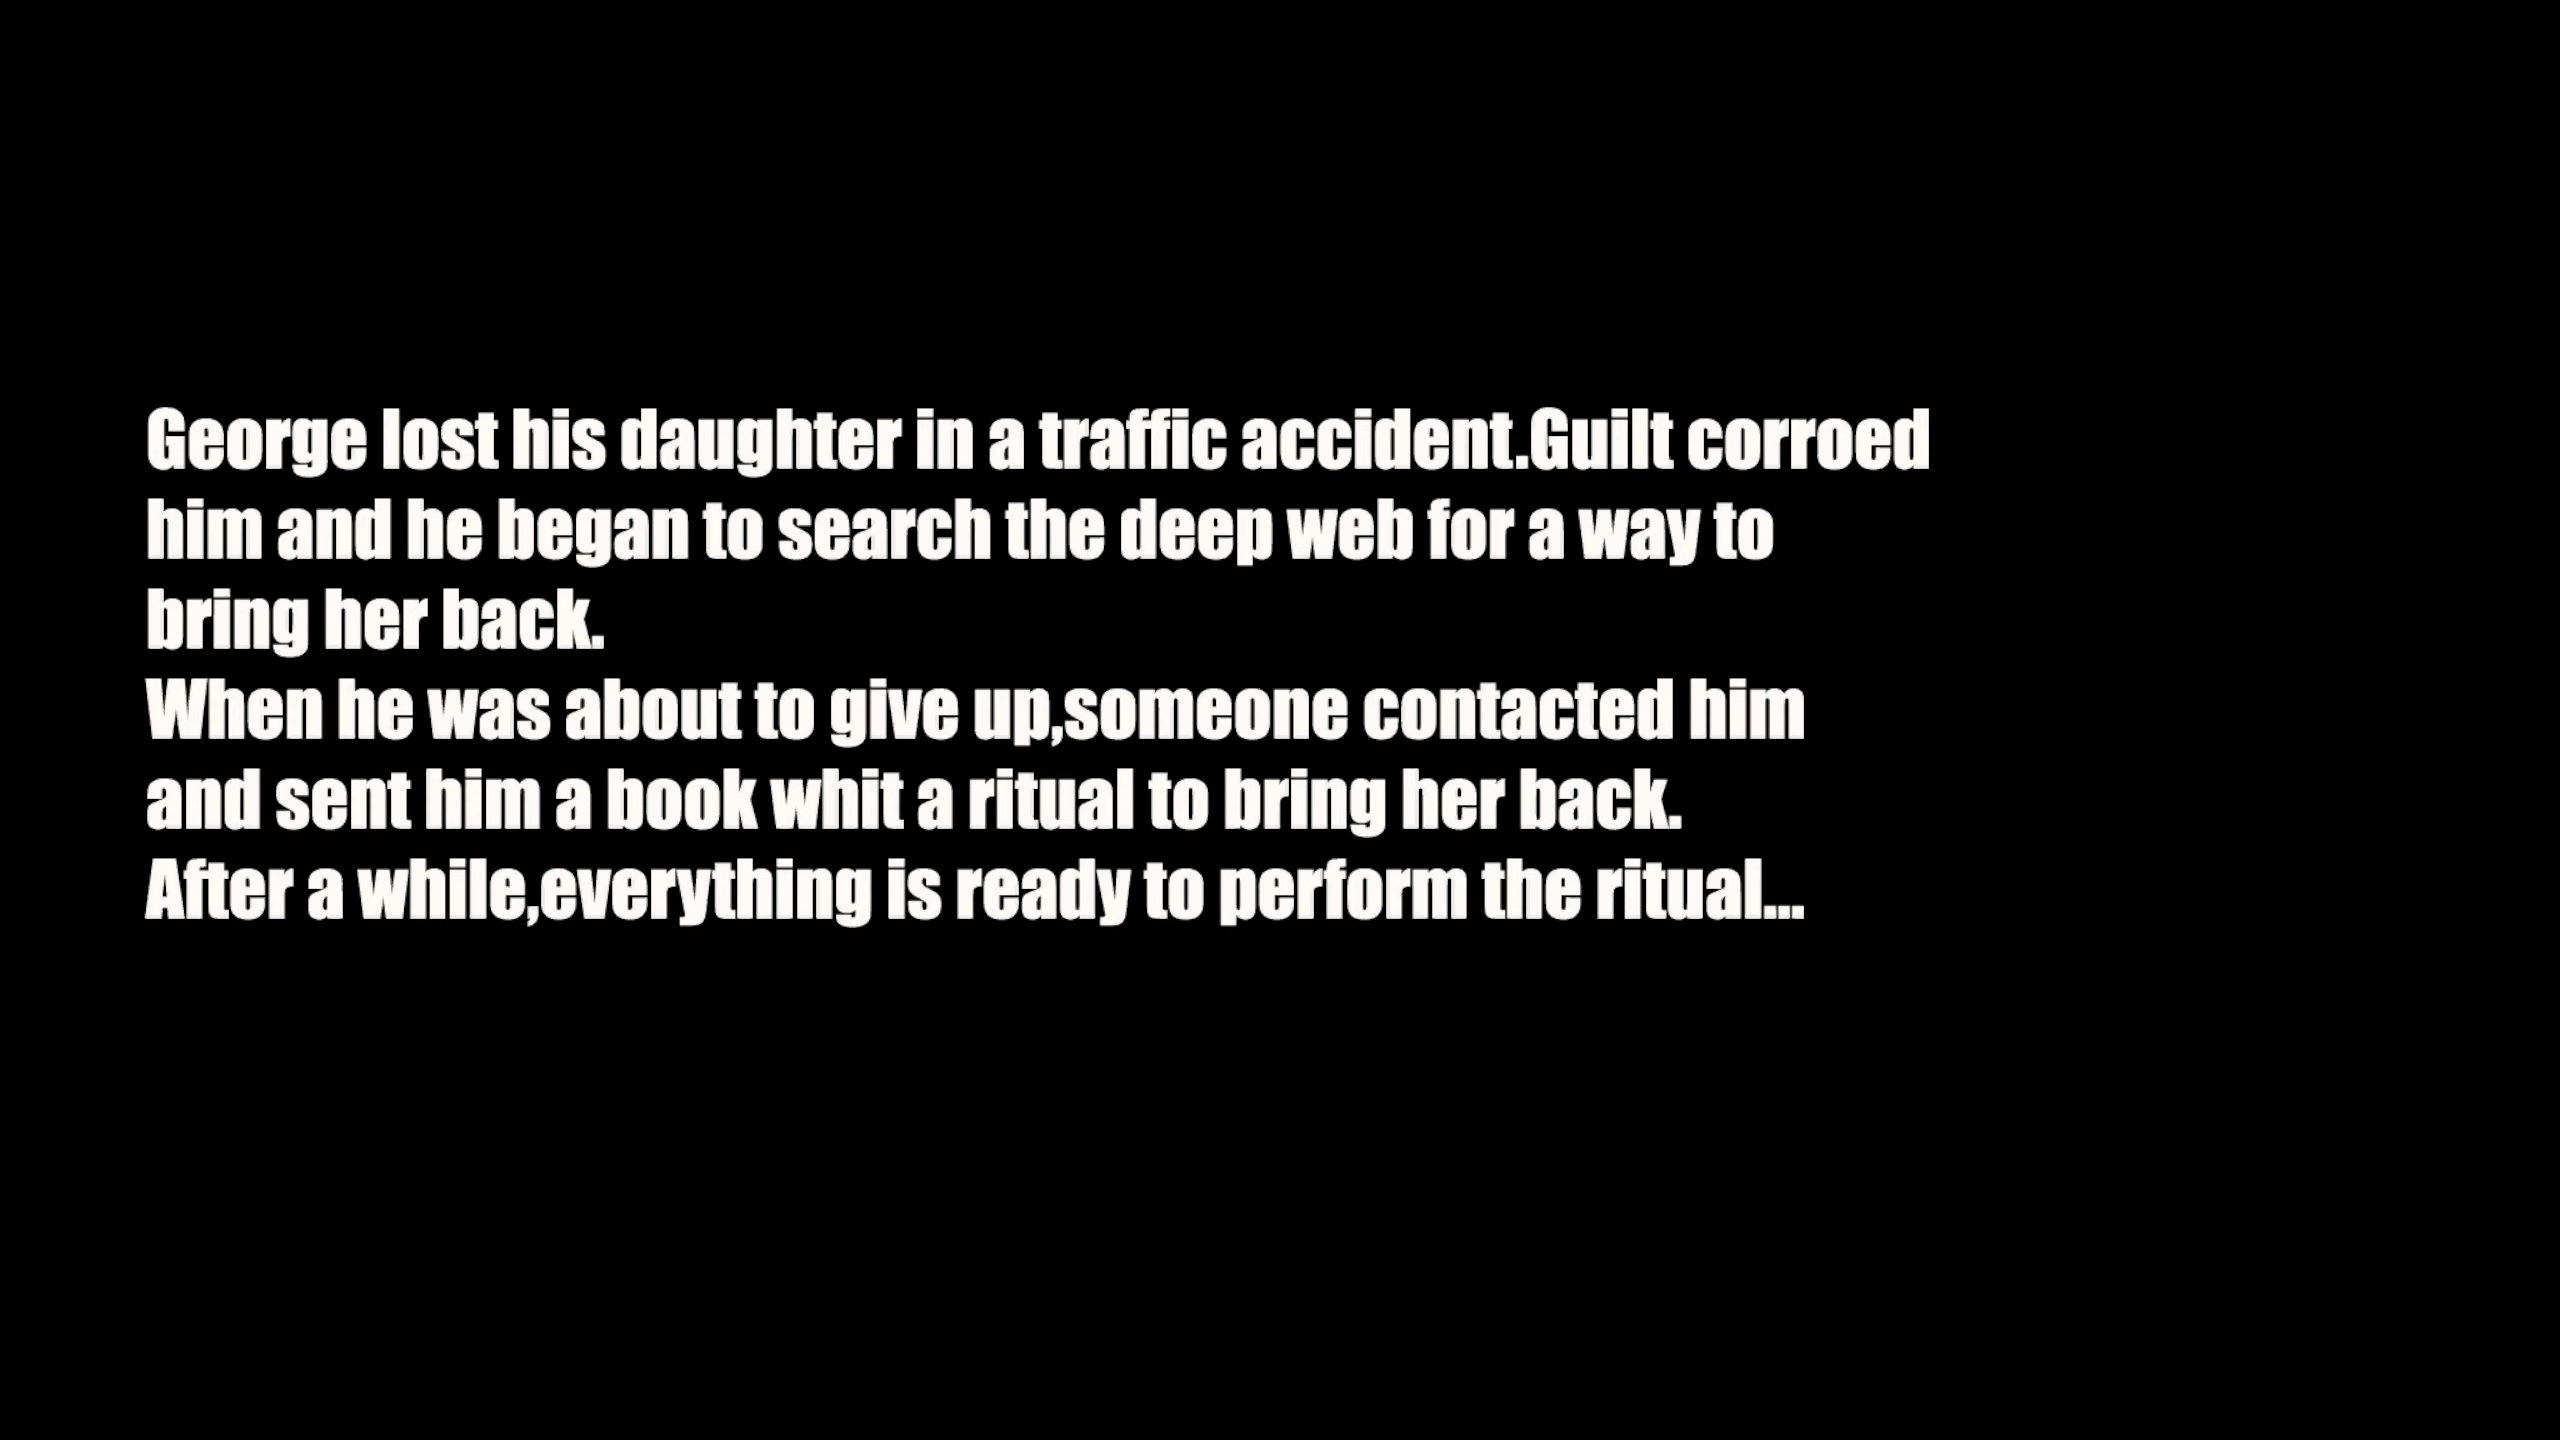 George lost his daughter in a traffic accident.Guilt corroed
him and he began to search the deep web for a way to
bring her back.
When he was about to give up,someone contacted him
and sent him a book whit a ritual to bring her back.
After a while,everything is ready to perform the ritual...